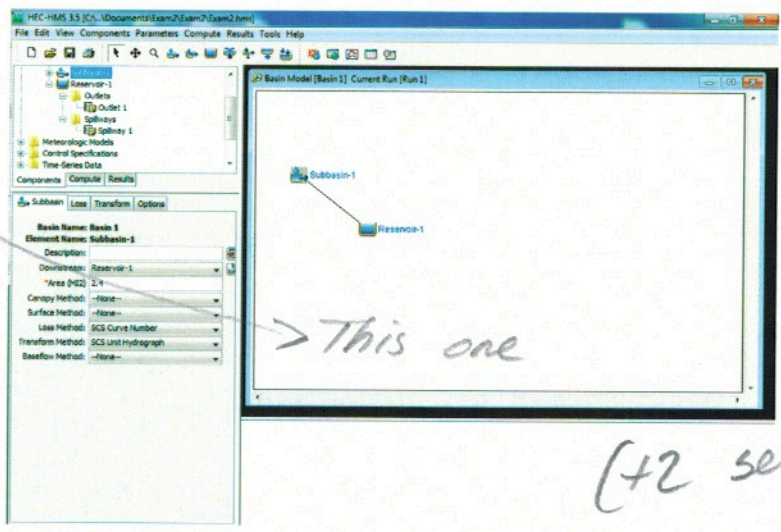 HEC-HMS 3.5 [C:\...\Documents\Exam2\Exam2\Exam2.hms]
File Edit View Components Parameters Compute Results Tools Help
Subbasin-1
Reservoir-1
Outlets
Outlet 1
Spillways
Spillway 1
Meteorologic Models
Control Specifications
Time-Series Data
Components Compute Results
Subbasin Loss Transform Options
Basin Name: Basin 1
Element Name: Subbasin-1
Description:
Downstream: Reservoir-1
*Area (MI2) 2.4
Canopy Method: --None--
Surface Method: --None--
Loss Method: SCS Curve Number
Transform Method: SCS Unit Hydrograph
Baseflow Method: --None--
Basin Model [Basin 1] Current Run [Run 1]
Subbasin-1
Reservoir-1
This one
(+2 se